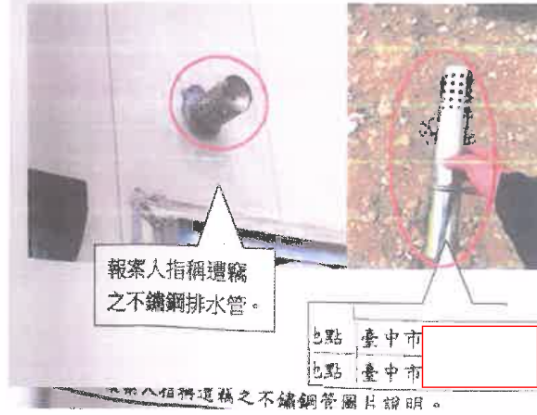 報案人指稱遭竊
之不鏽鋼排水管。
地點 臺中市
地點 臺中市
案人指稱遭竊之不鏽鋼管圖片說明。